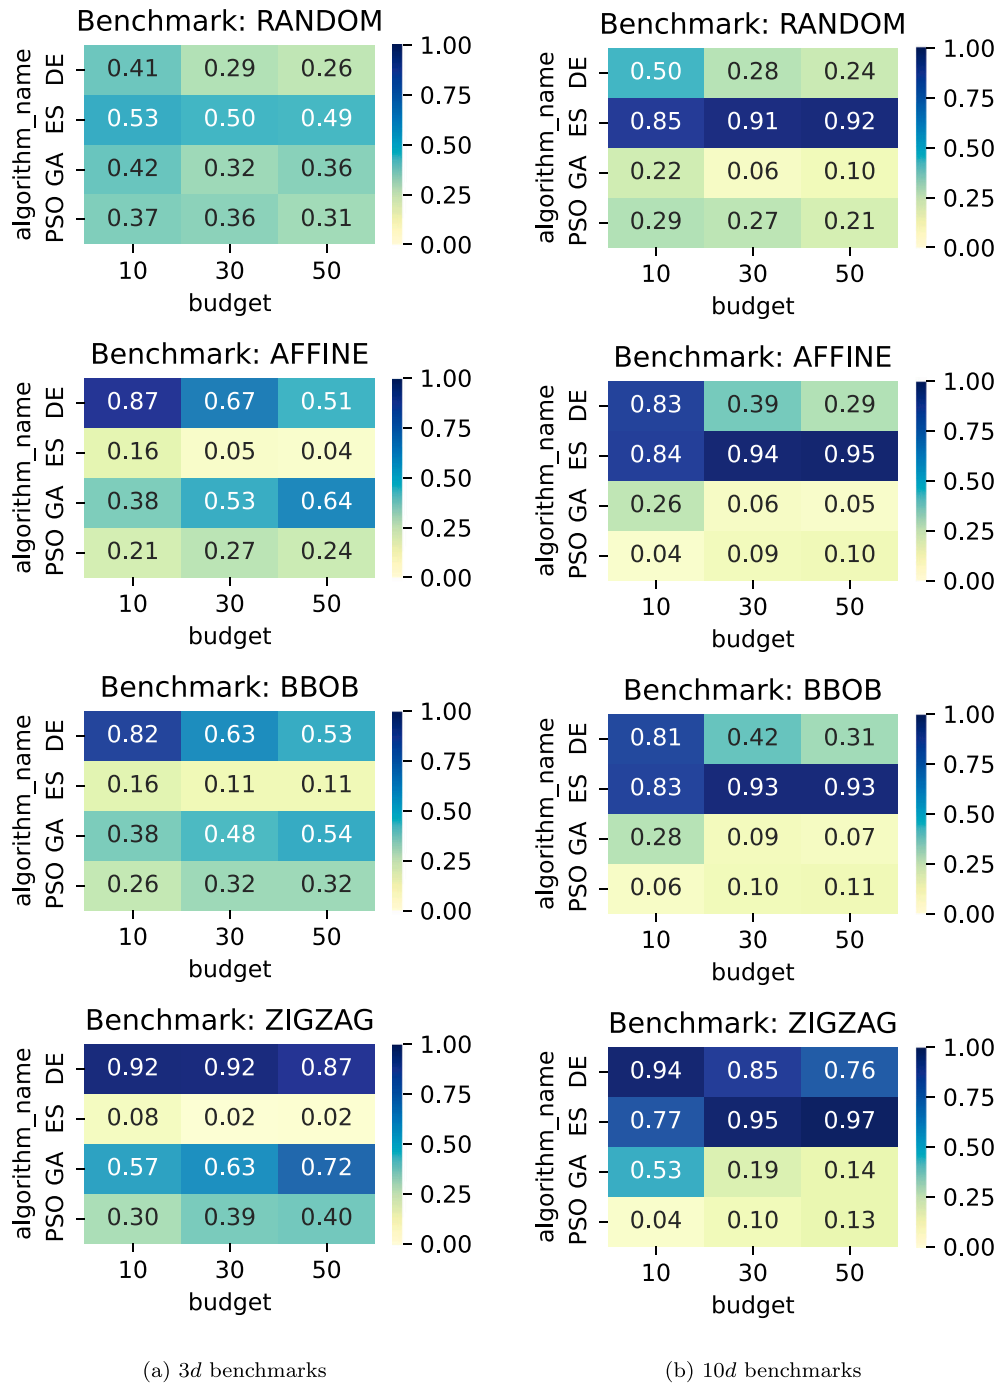 Benchmark: RANDOM
algorithm_name
DE 0.41 0.29 0.26
ES 0.53 0.50 0.49
GA 0.42 0.32 0.36
PSO 0.37 0.36 0.31
10 30 50
budget
1.00
0.75
0.50
0.25
0.00
Benchmark: RANDOM
algorithm_name
DE 0.50 0.28 0.24
ES 0.85 0.91 0.92
GA 0.22 0.06 0.10
PSO 0.29 0.27 0.21
10 30 50
budget
1.00
0.75
0.50
0.25
0.00
Benchmark: AFFINE
algorithm_name
DE 0.87 0.67 0.51
ES 0.16 0.05 0.04
GA 0.38 0.53 0.64
PSO 0.21 0.27 0.24
10 30 50
budget
1.00
0.75
0.50
0.25
0.00
Benchmark: AFFINE
algorithm_name
DE 0.83 0.39 0.29
ES 0.84 0.94 0.95
GA 0.26 0.06 0.05
PSO 0.04 0.09 0.10
10 30 50
budget
1.00
0.75
0.50
0.25
0.00
Benchmark: BBOB
algorithm_name
DE 0.82 0.63 0.53
ES 0.16 0.11 0.11
GA 0.38 0.48 0.54
PSO 0.26 0.32 0.32
10 30 50
budget
1.00
0.75
0.50
0.25
0.00
Benchmark: BBOB
algorithm_name
DE 0.81 0.42 0.31
ES 0.83 0.93 0.93
GA 0.28 0.09 0.07
PSO 0.06 0.10 0.11
10 30 50
budget
1.00
0.75
0.50
0.25
0.00
Benchmark: ZIGZAG
algorithm_name
DE 0.92 0.92 0.87
ES 0.08 0.02 0.02
GA 0.57 0.63 0.72
PSO 0.30 0.39 0.40
10 30 50
budget
1.00
0.75
0.50
0.25
0.00
Benchmark: ZIGZAG
algorithm_name
DE 0.94 0.85 0.76
ES 0.77 0.95 0.97
GA 0.53 0.19 0.14
PSO 0.04 0.10 0.13
10 30 50
budget
1.00
0.75
0.50
0.25
0.00
(a) 3d benchmarks
(b) 10d benchmarks